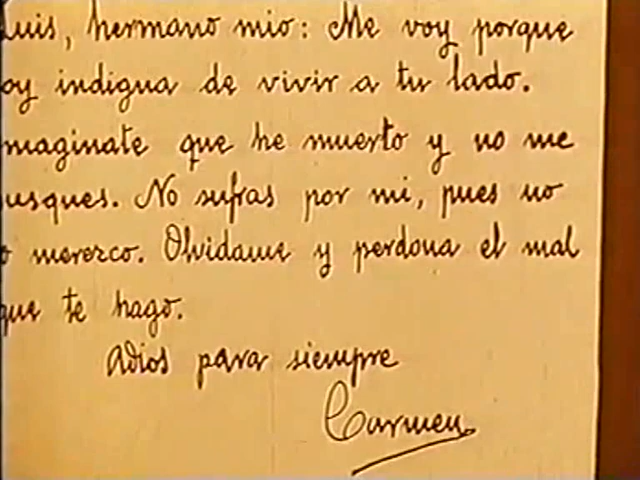 Luis, hermano mio: Me voy porque
oy indigna de vivir a tu lado.
maginate que he muerto y no me
usques. No sufras por mi, pues no
o merezco. Olvidame y perdona el mal
que te hago.
Adios para siempre
Carmen